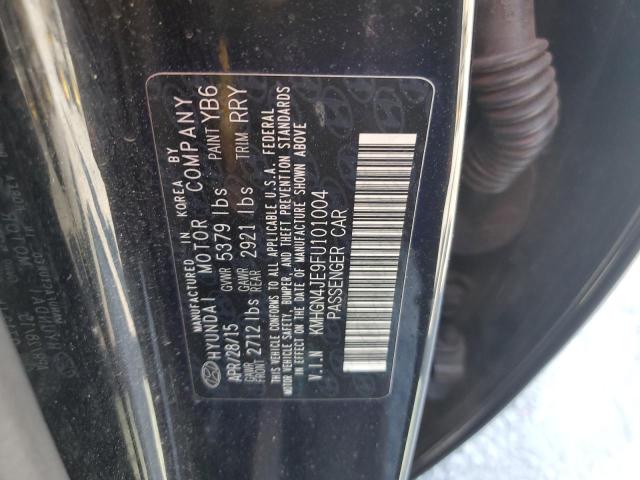 MANUFACTURED IN KOREA BY
HYUNDAI MOTOR COMPANY
APR/28/15 GVWR 5379 lbs PAINT YB6
GAWR FRONT 2712 lbs GAWR REAR 2921 lbs TRIM RRY
THIS VEHICLE CONFORMS TO ALL APPLICABLE U.S.A. FEDERAL
MOTOR VEHICLE SAFETY, BUMPER, AND THEFT PREVENTION STANDARDS
IN EFFECT ON THE DATE OF MANUFACTURE SHOWN ABOVE
V.I.N KMHGN4JE9FU101004
PASSENGER CAR